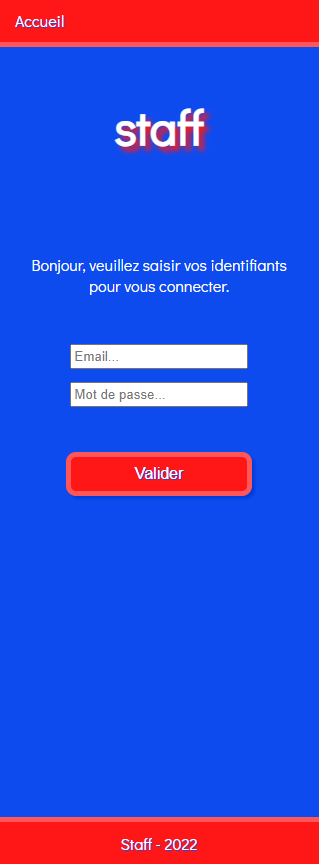 Accueil
staff
Bonjour, veuillez saisir vos identifiants
pour vous connecter.
Email...
Mot de passe...
Valider
Staff - 2022